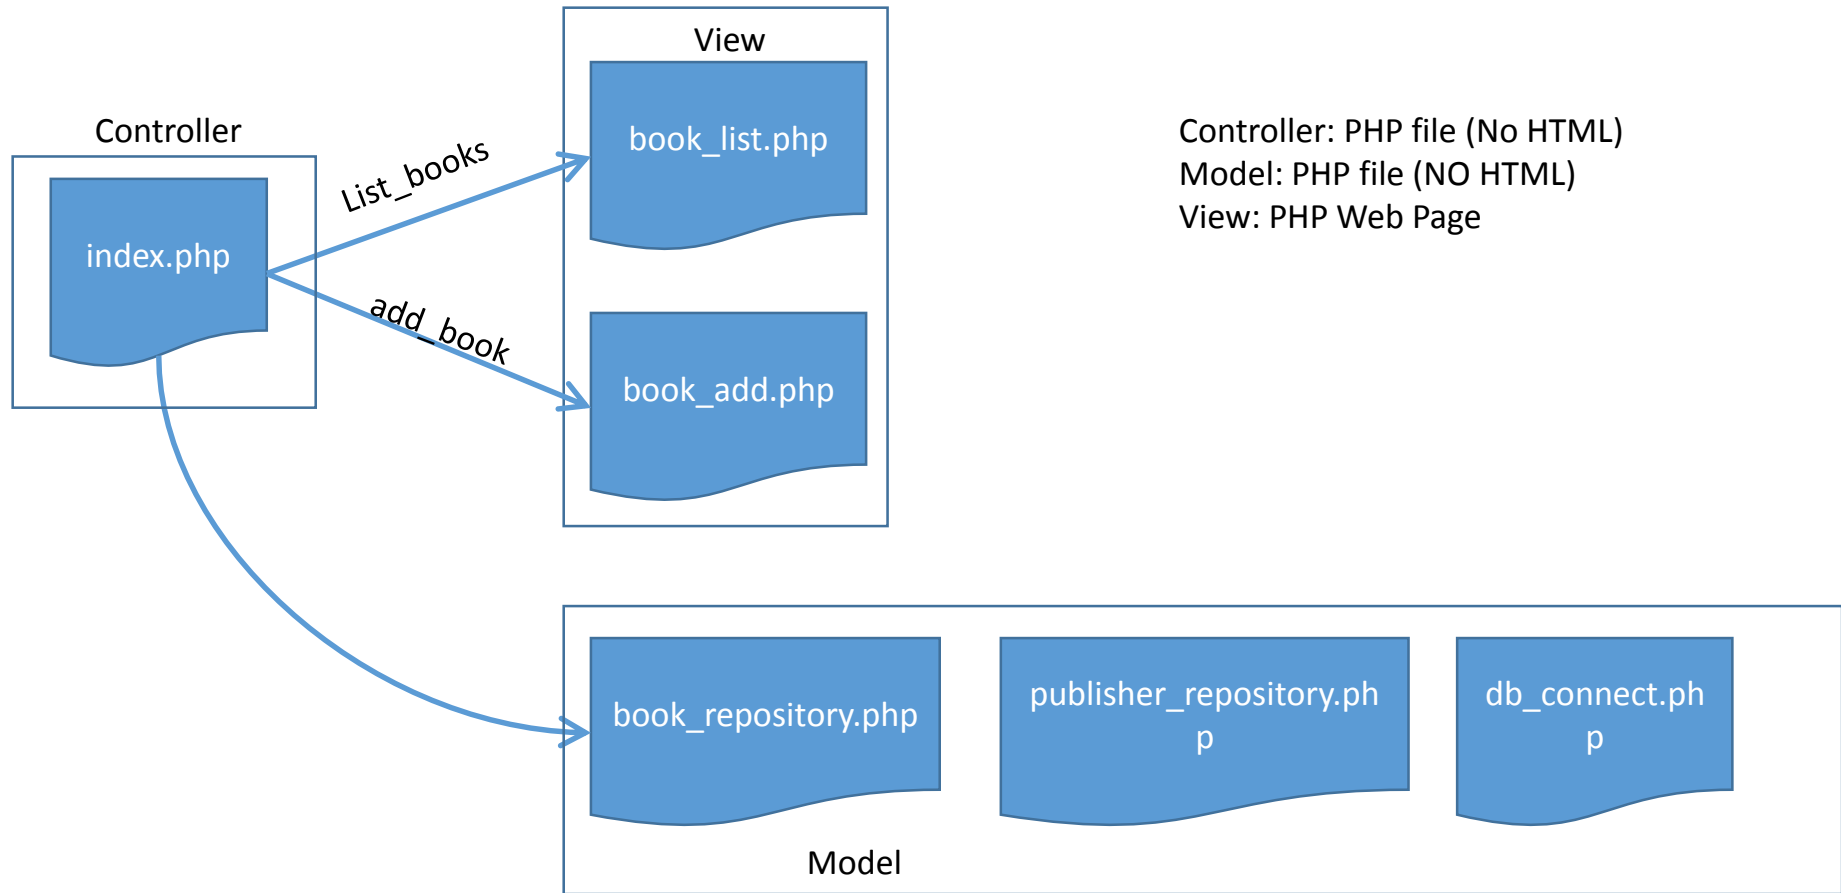 View
Controller
book_list.php
Controller: PHP file (No HTML)
Model: PHP file (NO HTML)
View: PHP Web Page
List_books
index.php
add_book
book_add.php
book_repository.php
publisher_repository.ph
p
db_connect.ph
p
Model